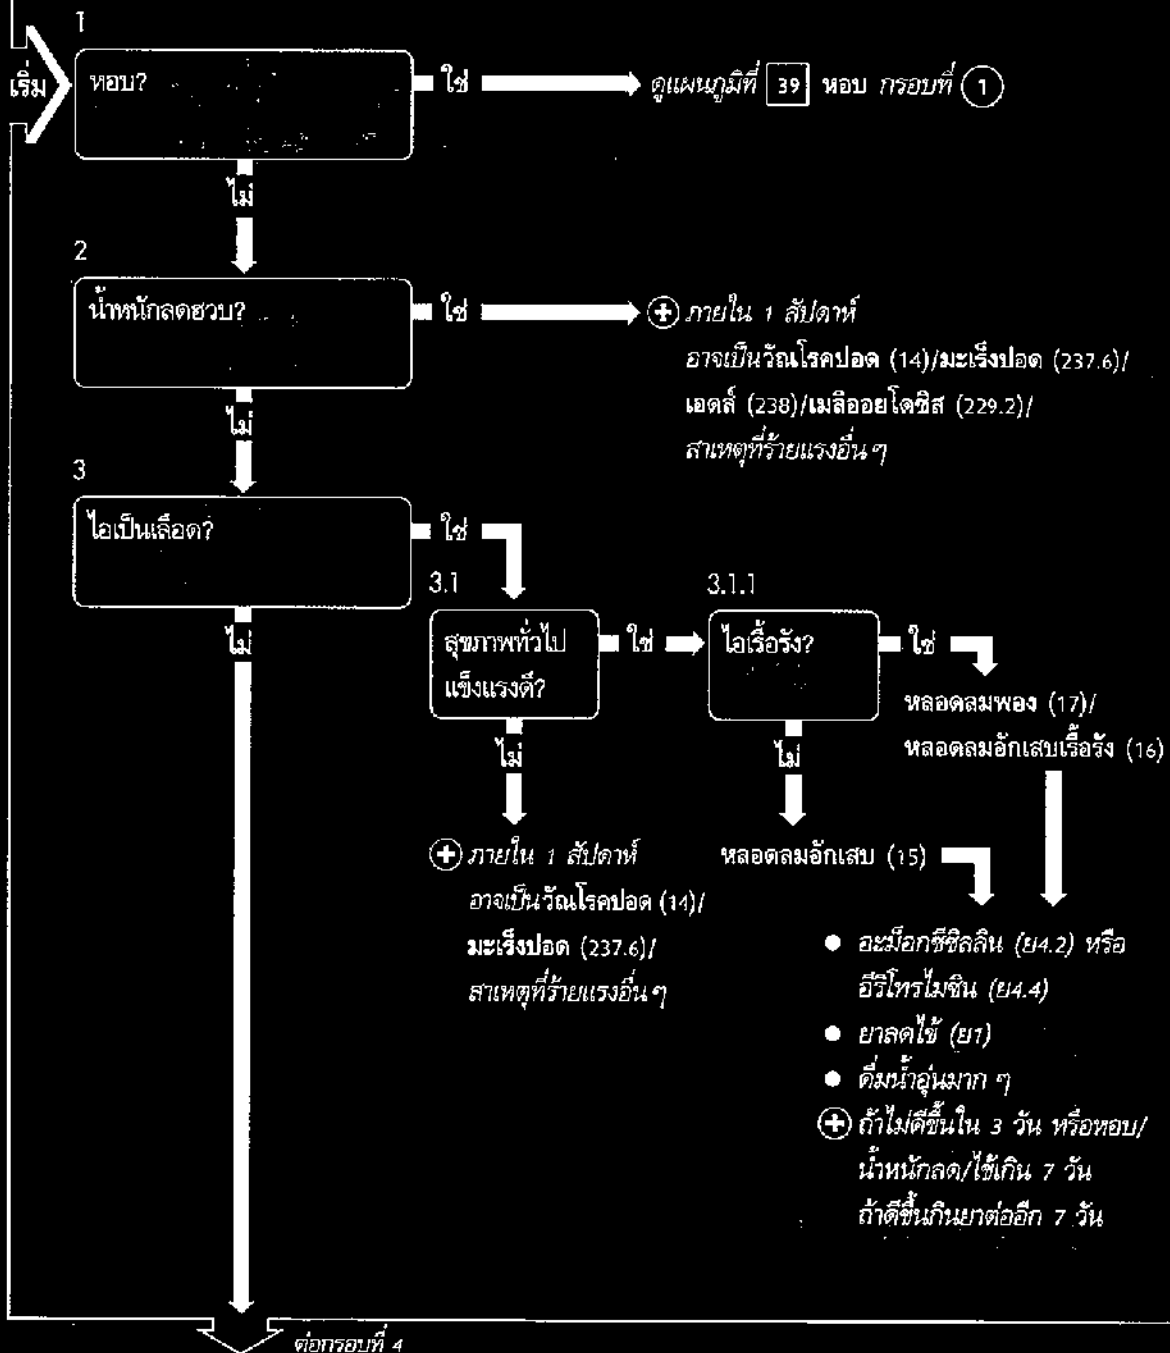 1
เริ่ม
หอบ?
ใช่
ดูแผนภูมิที่ 39 หอบ กรอบที่ 1
ไม่
2
น้ำหนักลดฮวบ?
ใช่
ภายใน 1 สัปดาห์
อาจเป็นวัณโรคปอด (14)/มะเร็งปอด (237.6)/
เอดส์ (238)/เมลิออยโดซิส (229.2)/
สาเหตุที่ร้ายแรงอื่น ๆ
ไม่
3
ไอเป็นเลือด?
ใช่
ไม่
3.1
สุขภาพทั่วไป
แข็งแรงดี?
ใช่
ไม่
ภายใน 1 สัปดาห์
อาจเป็นวัณโรคปอด (14)/
มะเร็งปอด (237.6)/
สาเหตุที่ร้ายแรงอื่น ๆ
3.1.1
ไอเรื้อรัง?
ใช่
หลอดลมพอง (17)/
หลอดลมอักเสบเรื้อรัง (16)
ไม่
หลอดลมอักเสบ (15)
● อะม็อกซีซิลลิน (ย4.2) หรือ
อีริโทรไมซิน (ย4.4)
● ยาลดไข้ (ย1)
● ดื่มน้ำอุ่นมาก ๆ
ถ้าไม่ดีขึ้นใน 3 วัน หรือหอบ/
น้ำหนักลด/ไข้เกิน 7 วัน
ถ้าดีขึ้นกินยาต่ออีก 7 วัน
ต่อกรอบที่ 4